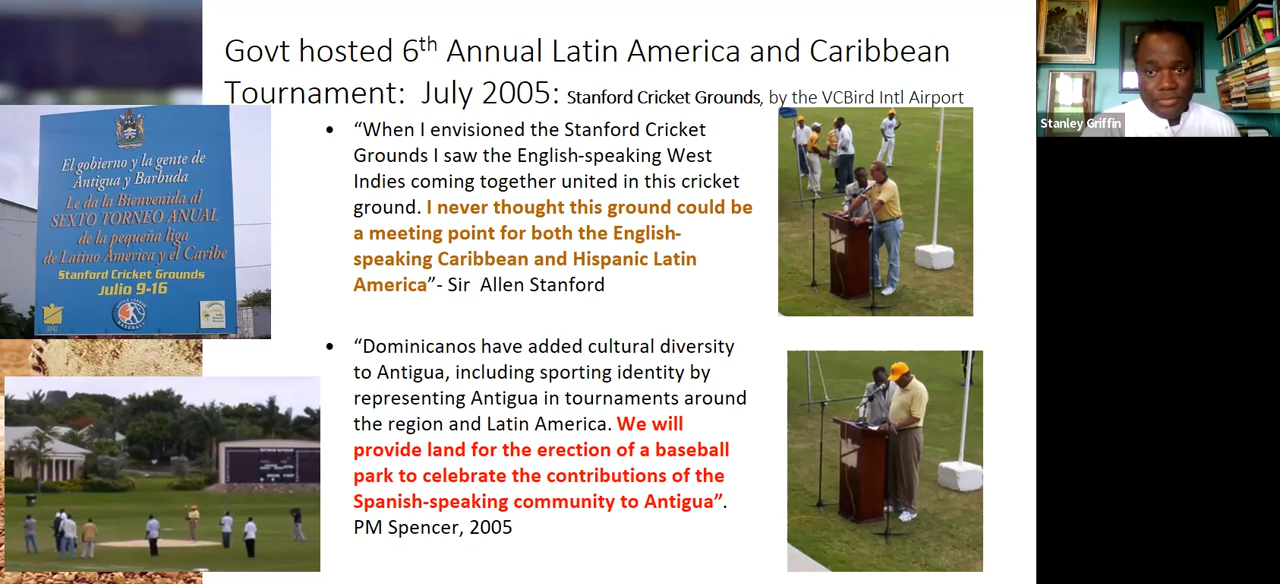 Govt hosted 6th Annual Latin America and Caribbean
Tournament: July 2005: Stanford Cricket Grounds, by the VCBird Intl Airport
El gobierno y la gente de
Antigua y Barbuda
Le da la Bienvenida al
SEXTO TORNEO ANUAL
de la pequeña liga
de Latino America y el Caribe
Stanford Cricket Grounds
Julio 9-16
SFG
• “When I envisioned the Stanford Cricket
Grounds I saw the English-speaking West
Indies coming together united in this cricket
ground. I never thought this ground could be
a meeting point for both the English-
speaking Caribbean and Hispanic Latin
America”- Sir Allen Stanford
• “Dominicanos have added cultural diversity
to Antigua, including sporting identity by
representing Antigua in tournaments around
the region and Latin America. We will
provide land for the erection of a baseball
park to celebrate the contributions of the
Spanish-speaking community to Antigua”.
PM Spencer, 2005
Stanley Griffin